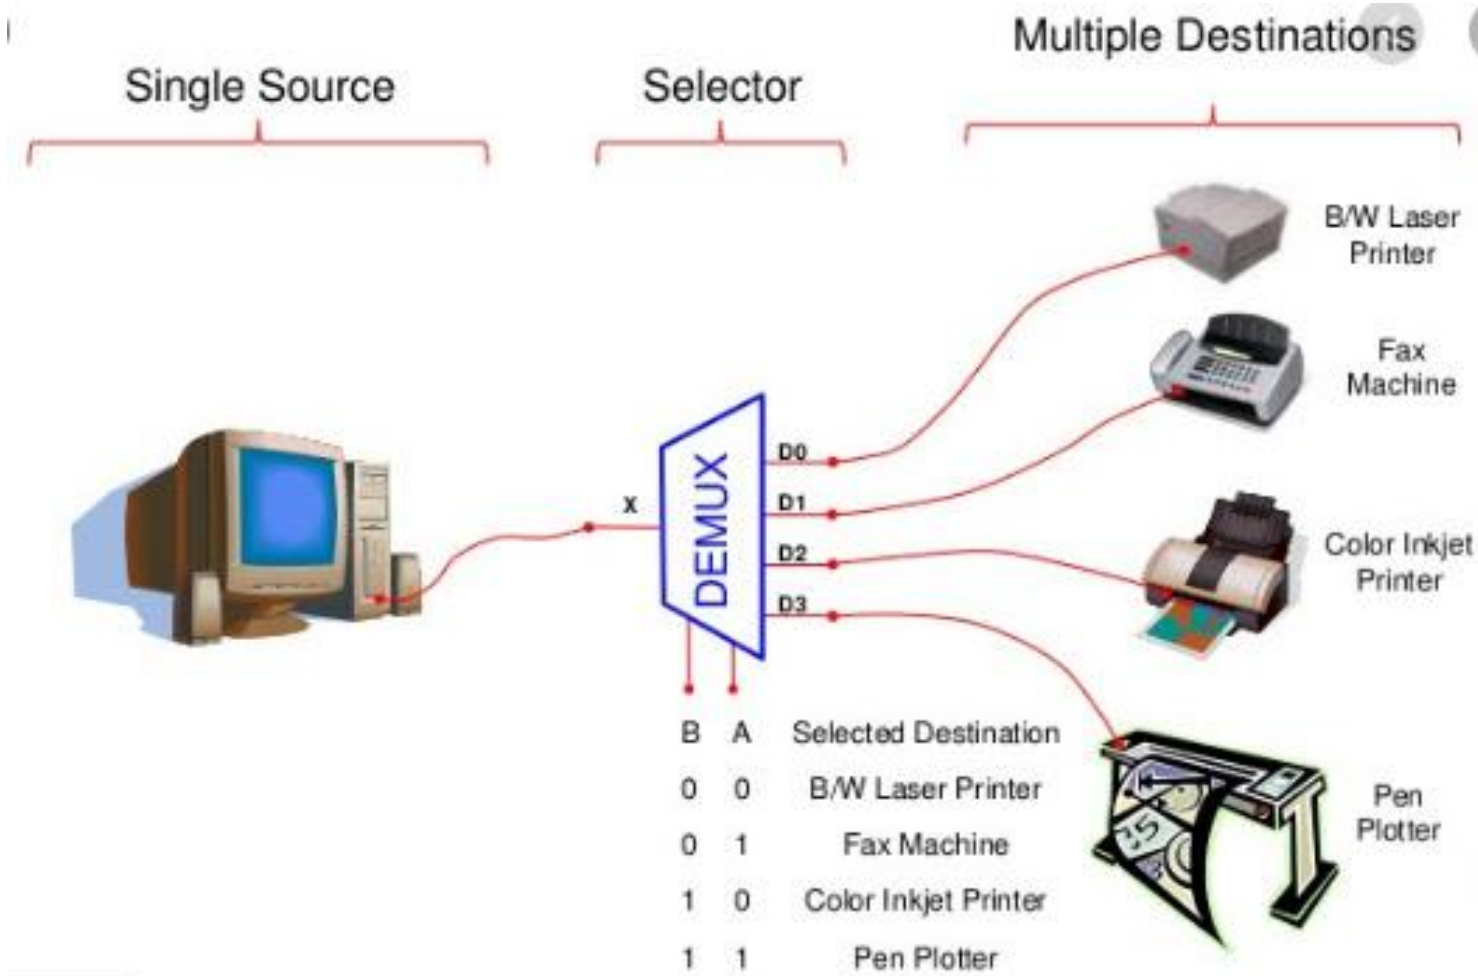 Single Source
Selector
Multiple Destinations
B/W Laser
Printer
Fax
Machine
Color Inkjet
Printer
Pen
Plotter
X
DEMUX
D0
D1
D2
D3
B A Selected Destination
0 0 B/W Laser Printer
0 1 Fax Machine
1 0 Color Inkjet Printer
1 1 Pen Plotter